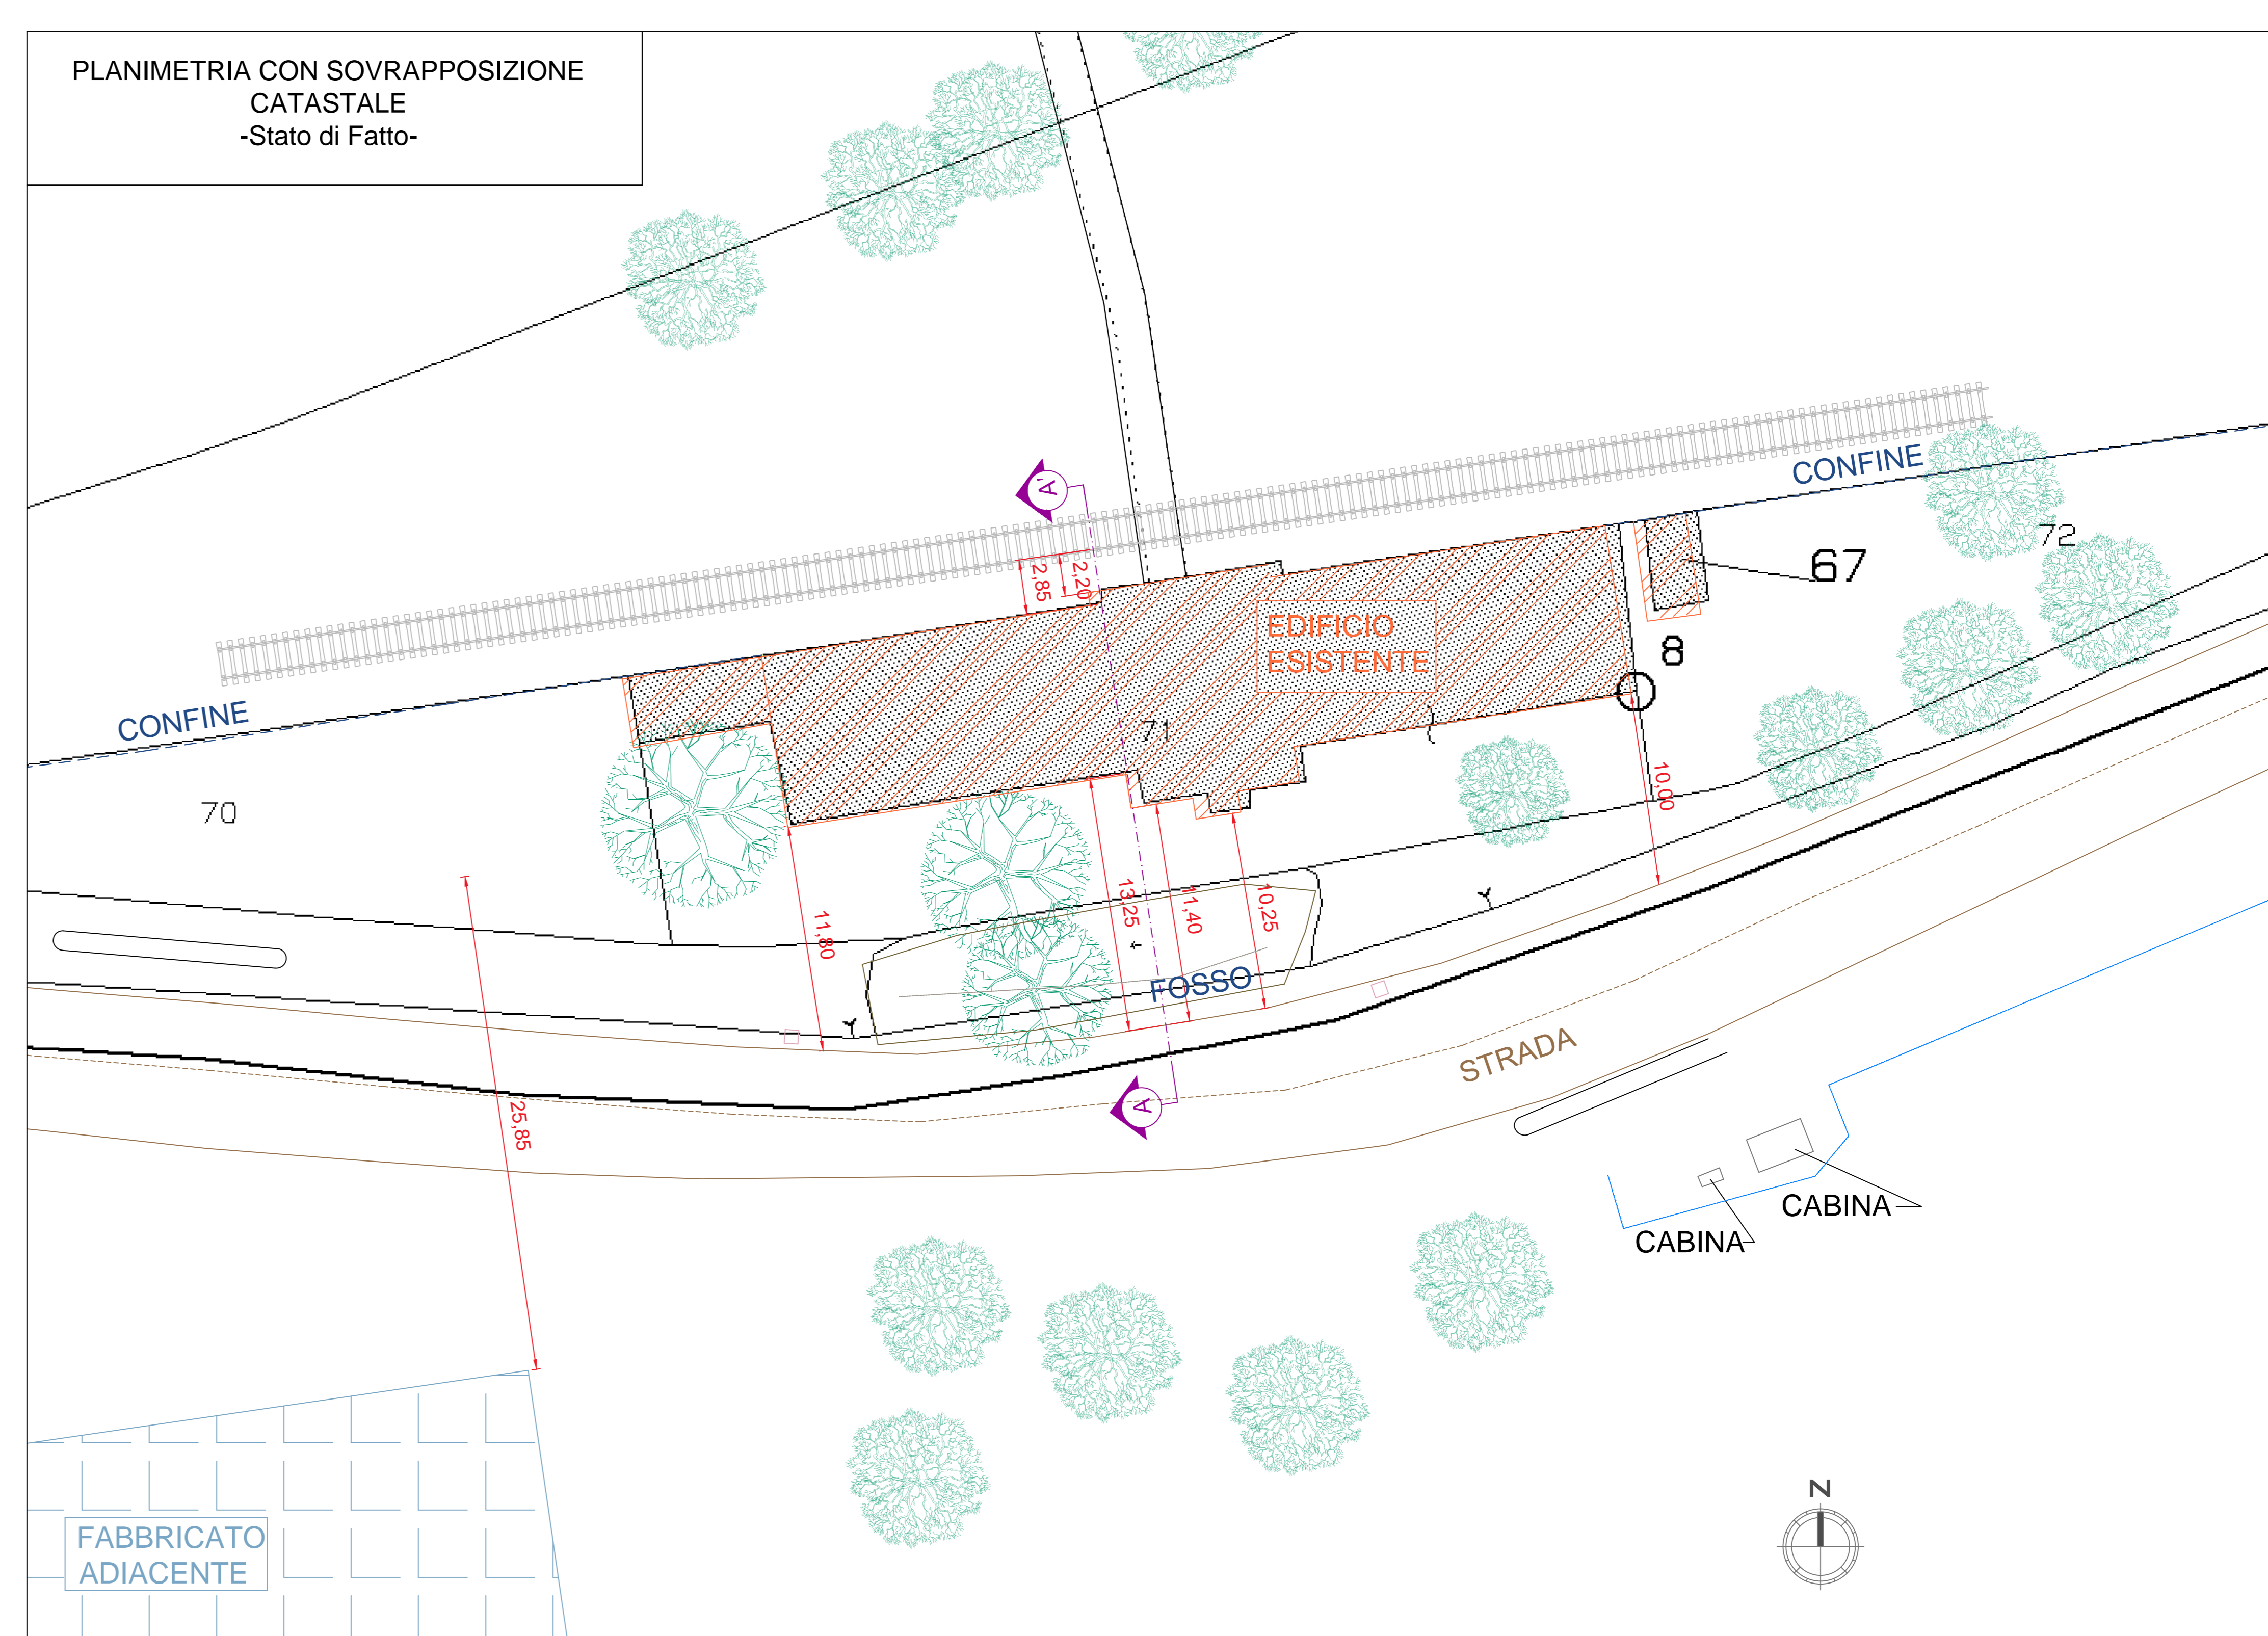 PLANIMETRIA CON SOVRAPPOSIZIONE
CATASTALE
-Stato di Fatto-
CONFINE
72
A'
67
2,20
2,85
EDIFICIO
ESISTENTE
8
CONFINE
71
70
10,00
13,25
11,40
10,25
11,80
FOSSO
STRADA
A
25,85
CABINA
CABINA
N
FABBRICATO
ADIACENTE